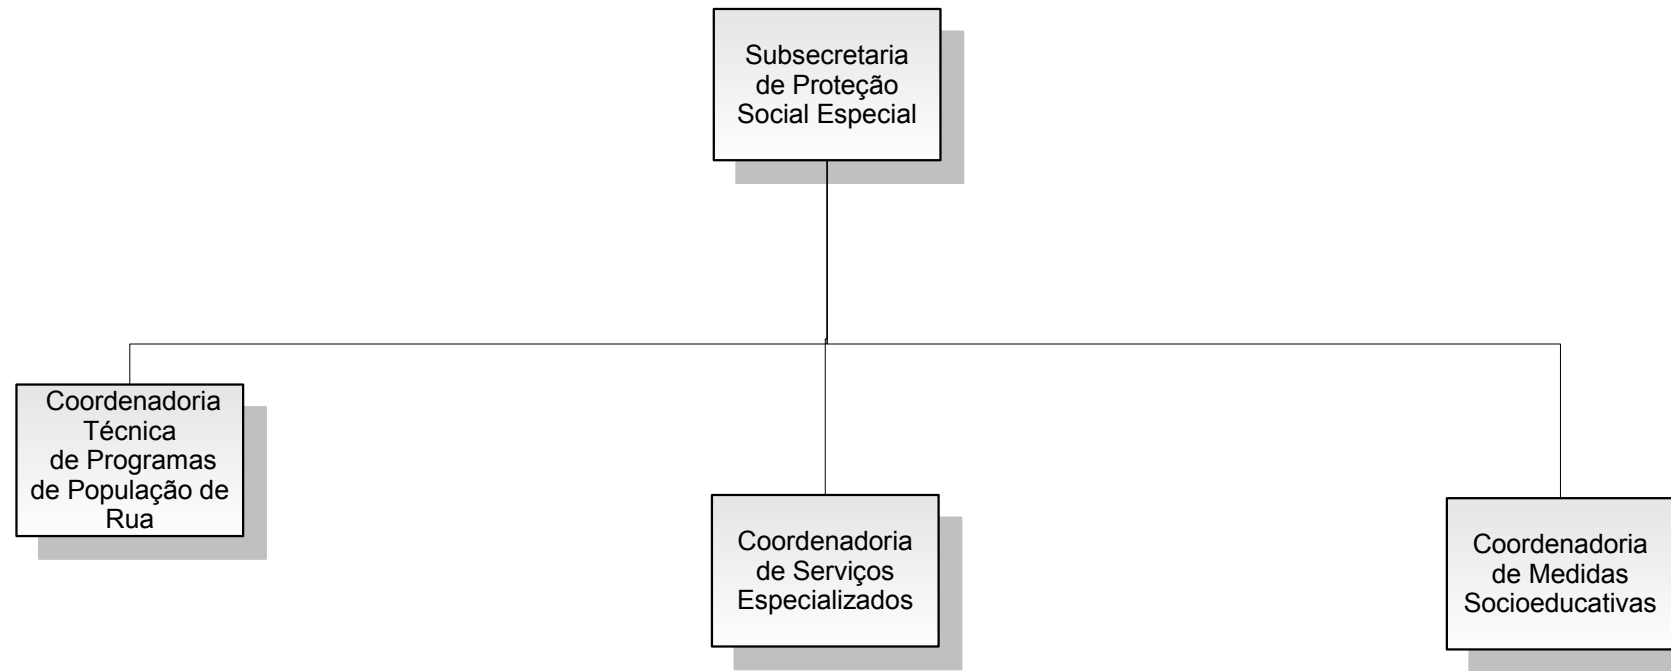 Subsecretaria
de Proteção
Social Especial
Coordenadoria
Técnica
de Programas
de População de
Rua
Coordenadoria
de Serviços
Especializados
Coordenadoria
de Medidas
Socioeducativas